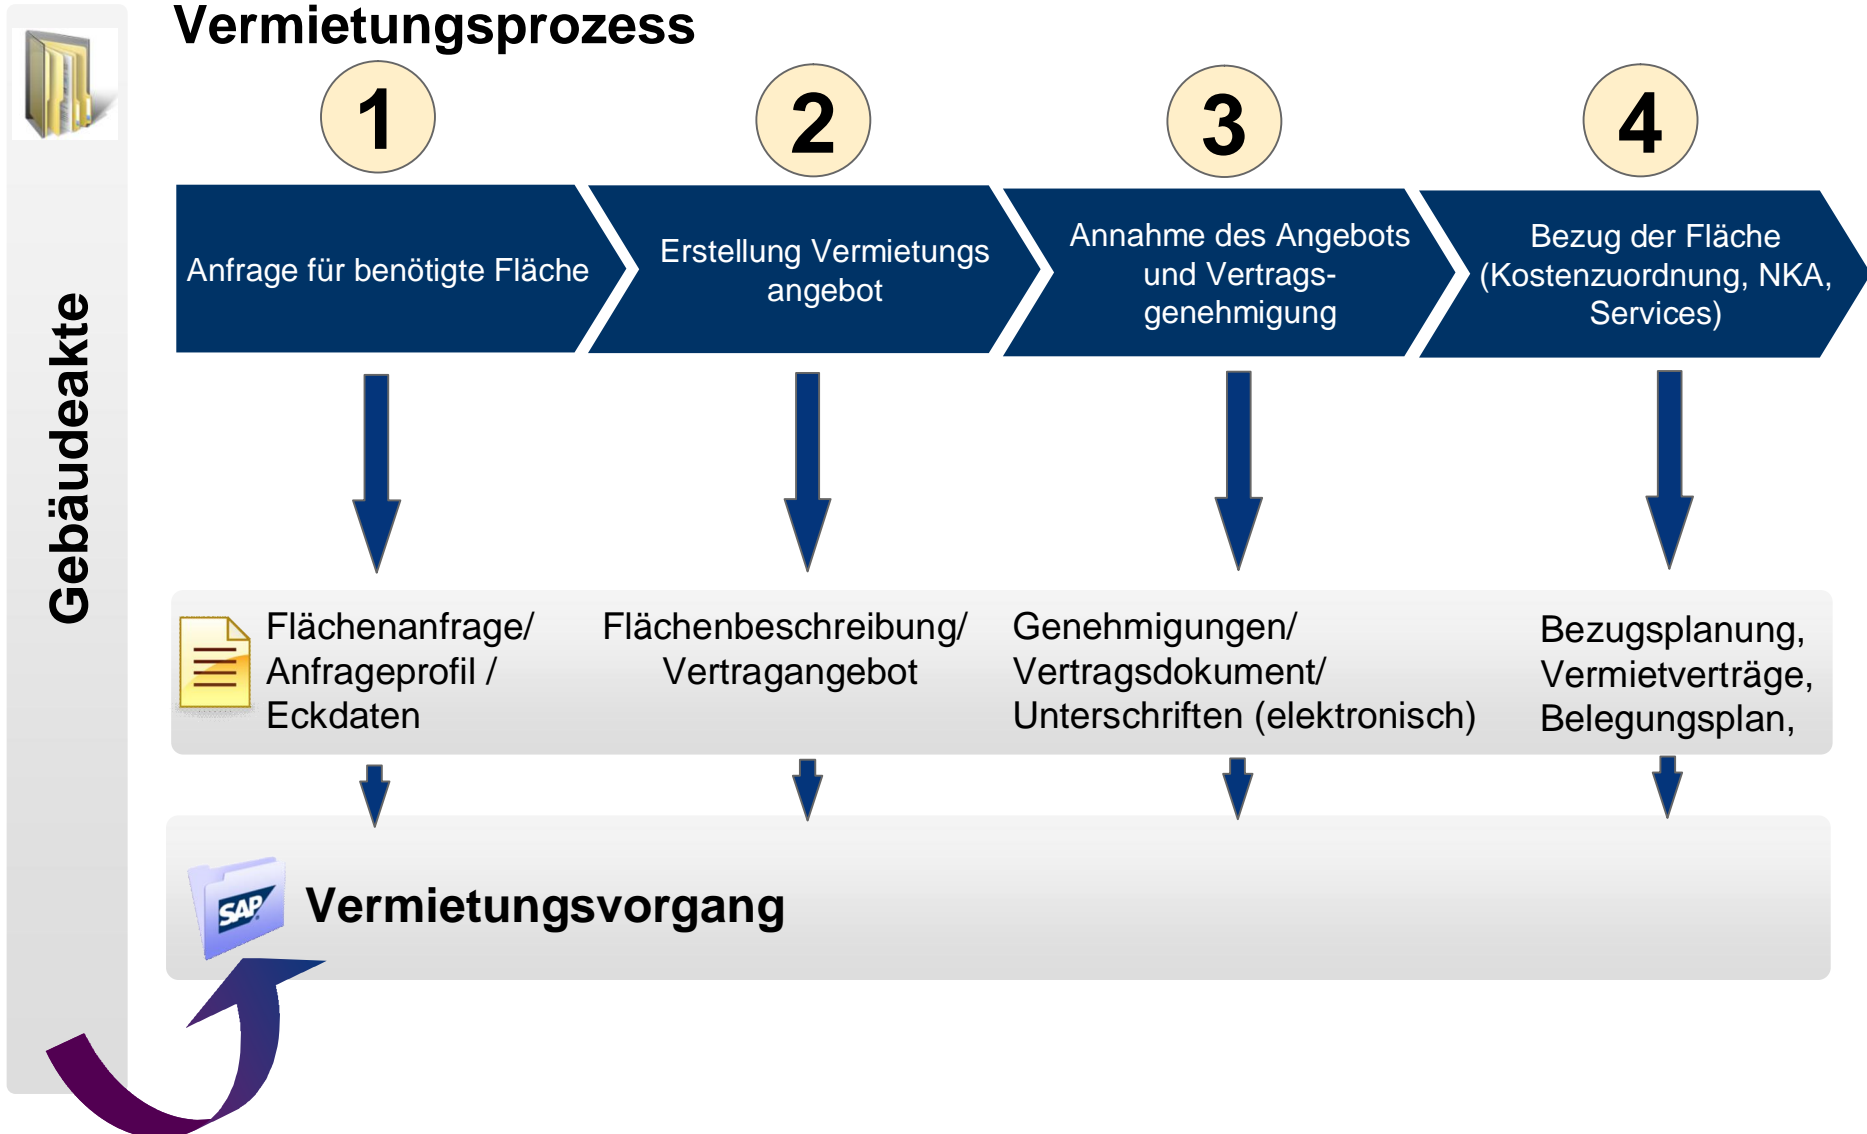 Vermietungsprozess
Gebäudeakte
1
2
3
4
Anfrage für benötigte Fläche
Erstellung Vermietungs
angebot
Annahme des Angebots
und Vertrags-
genehmigung
Bezug der Fläche
(Kostenzuordnung, NKA,
Services)
Flächenanfrage/
Anfrageprofil /
Eckdaten
Flächenbeschreibung/
Vertragangebot
Genehmigungen/
Vertragsdokument/
Unterschriften (elektronisch)
Bezugsplanung,
Vermietverträge,
Belegungsplan,
SAP
Vermietungsvorgang